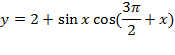 y = 2 + sin x cos(3π/2 + x)